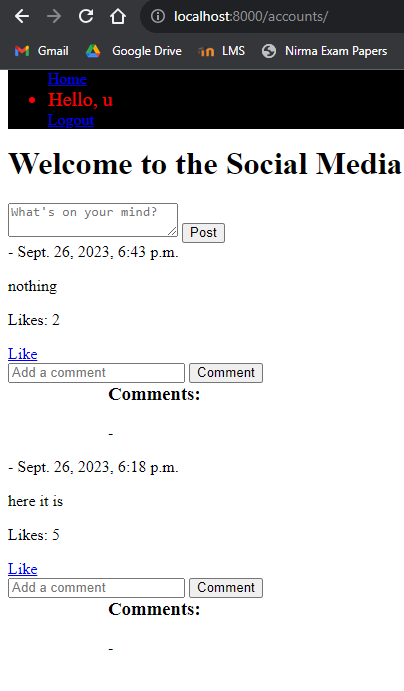 localhost:8000/accounts/
Gmail Google Drive LMS Nirma Exam Papers
Home
Hello, u
Logout
Welcome to the Social Media
What's on your mind? Post
- Sept. 26, 2023, 6:43 p.m.
nothing
Likes: 2
Like
Add a comment Comment
Comments:
-
- Sept. 26, 2023, 6:18 p.m.
here it is
Likes: 5
Like
Add a comment Comment
Comments:
-